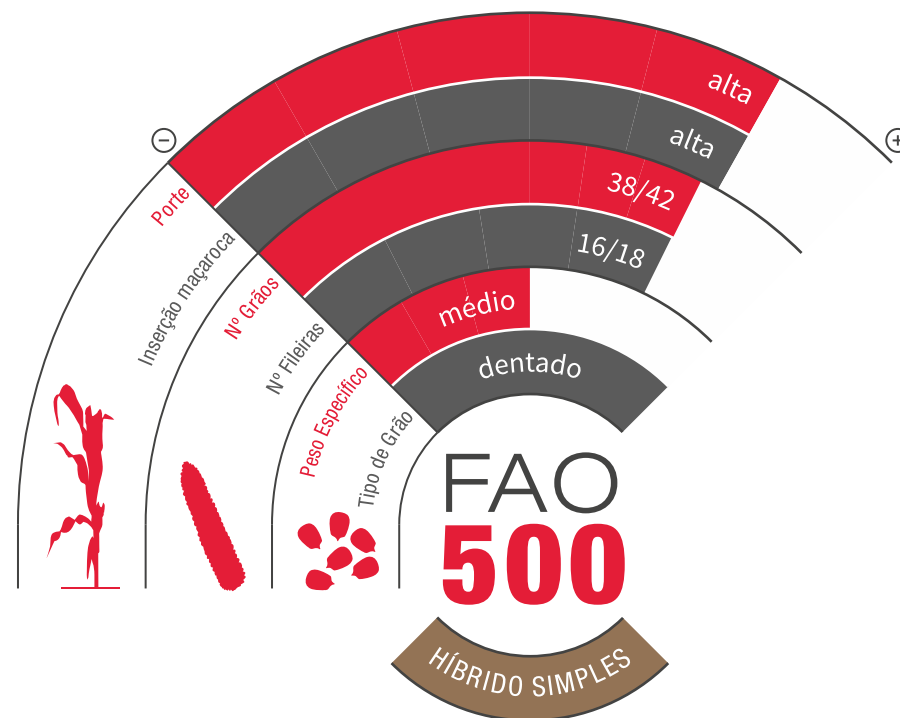 −
+
Porte
alta
Inserção maçaroca
alta
Nº Grãos
38/42
Nº Fileiras
16/18
Peso Específico
médio
Tipo de Grão
dentado
FAO
500
HÍBRIDO SIMPLES